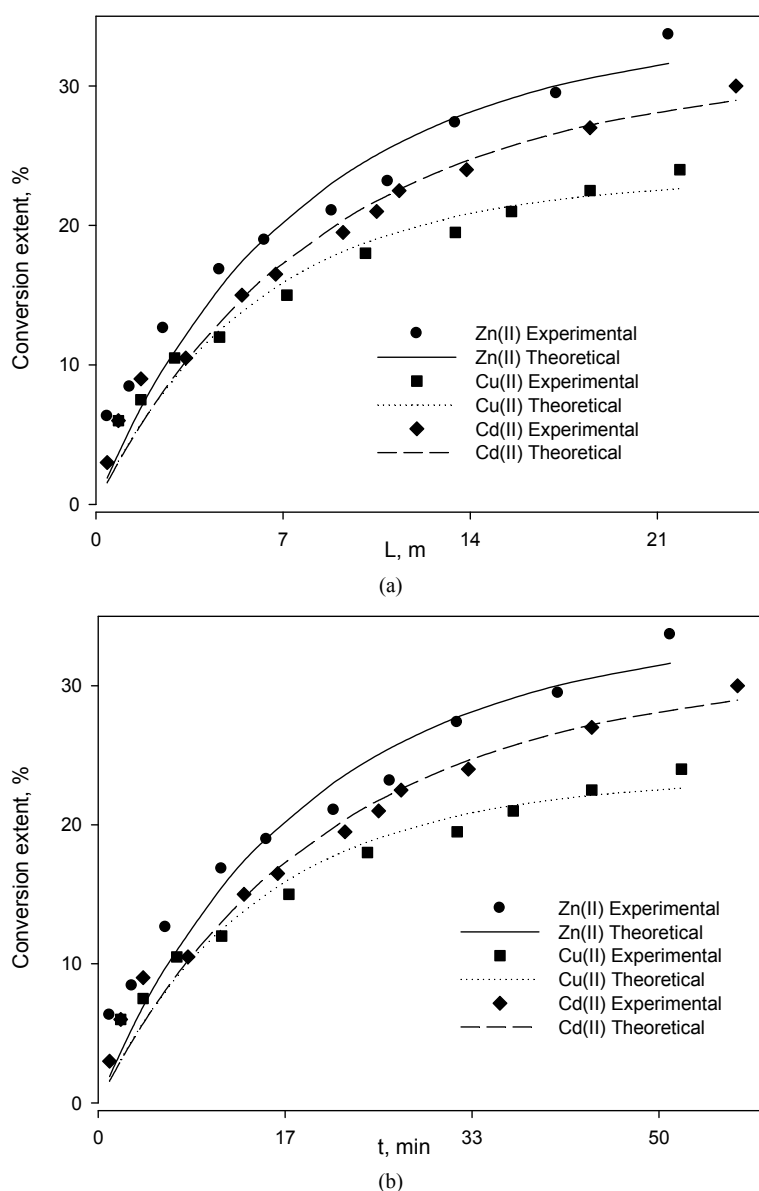 Conversion extent, %
30
20
10
0
Zn(II) Experimental
Zn(II) Theoretical
Cu(II) Experimental
Cu(II) Theoretical
Cd(II) Experimental
Cd(II) Theoretical
0 7 14 21
L, m
(a)
Conversion extent, %
30
20
10
0
Zn(II) Experimental
Zn(II) Theoretical
Cu(II) Experimental
Cu(II) Theoretical
Cd(II) Experimental
Cd(II) Theoretical
0 17 33 50
t, min
(b)